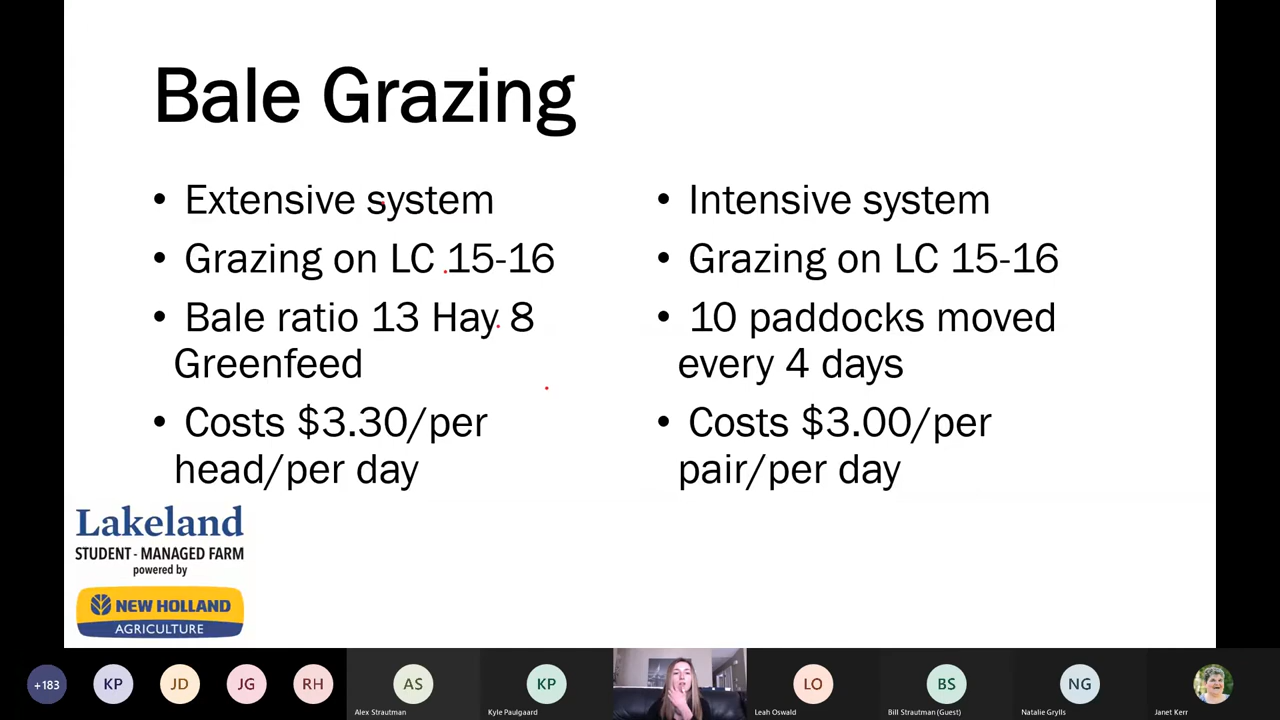 Bale Grazing
• Extensive system
• Grazing on LC 15-16
• Bale ratio 13 Hay 8
Greenfeed
• Costs $3.30/per
head/per day
• Intensive system
• Grazing on LC 15-16
• 10 paddocks moved
every 4 days
• Costs $3.00/per
pair/per day
Lakeland
STUDENT - MANAGED FARM
powered by
NEW HOLLAND
AGRICULTURE
+183
KP
JD
JG
RH
AS
Alex Strautman
KP
Kyle Paulgaard
LO
Leah Oswald
BS
Bill Strautman (Guest)
NG
Natalie Grylls
Janet Kerr